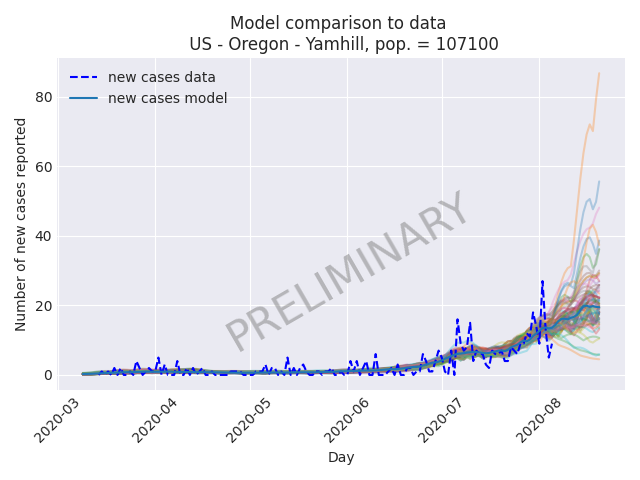 Model comparison to data
US - Oregon - Yamhill, pop. = 107100
new cases data
new cases model
Number of new cases reported
80
60
40
20
0
PRELIMINARY
2020-03
2020-04
2020-05
2020-06
2020-07
2020-08
Day